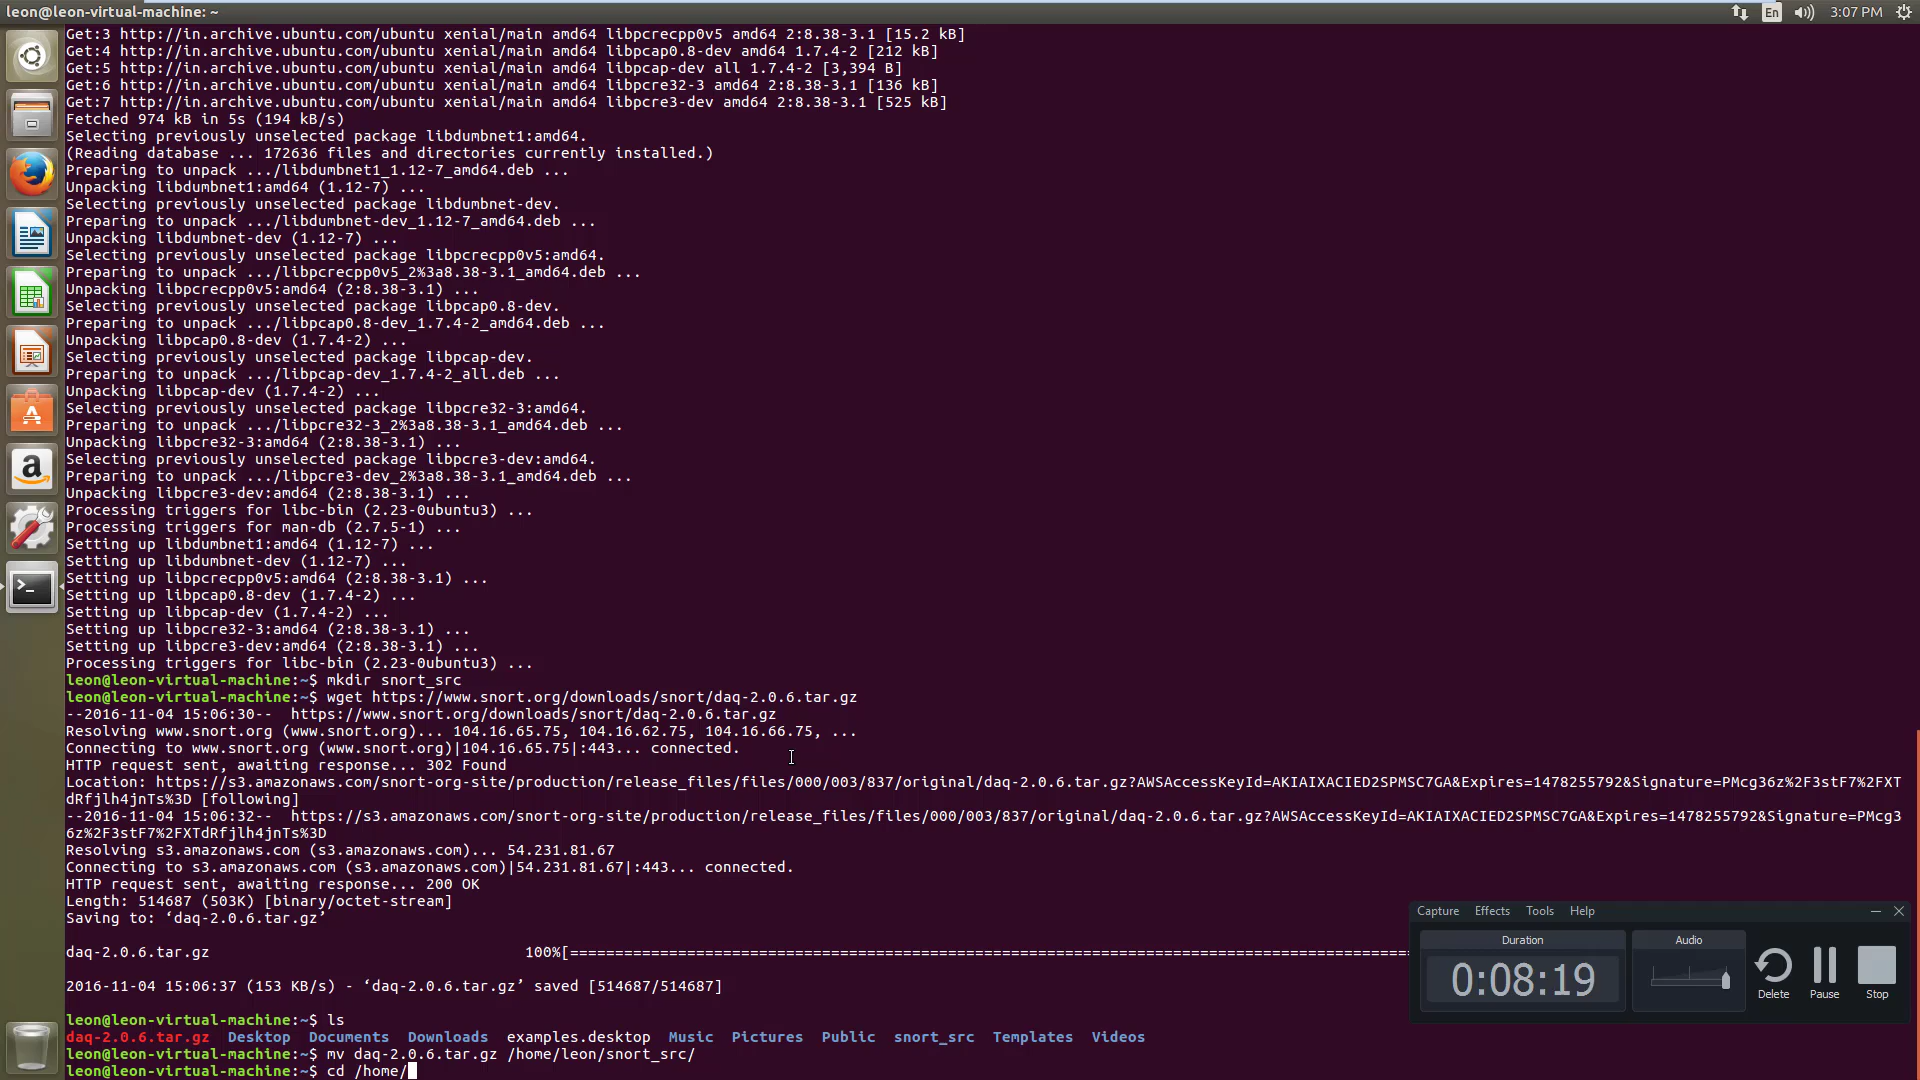 leon@leon-virtual-machine: ~
En
3:07 PM
Get:3 http://in.archive.ubuntu.com/ubuntu xenial/main amd64 libpcrecpp0v5 amd64 2:8.38-3.1 [15.2 kB]
Get:4 http://in.archive.ubuntu.com/ubuntu xenial/main amd64 libpcap0.8-dev amd64 1.7.4-2 [212 kB]
Get:5 http://in.archive.ubuntu.com/ubuntu xenial/main amd64 libpcap-dev all 1.7.4-2 [3,394 B]
Get:6 http://in.archive.ubuntu.com/ubuntu xenial/main amd64 libpcre32-3 amd64 2:8.38-3.1 [136 kB]
Get:7 http://in.archive.ubuntu.com/ubuntu xenial/main amd64 libpcre3-dev amd64 2:8.38-3.1 [525 kB]
Fetched 974 kB in 5s (194 kB/s)
Selecting previously unselected package libdumbnet1:amd64.
(Reading database ... 172636 files and directories currently installed.)
Preparing to unpack .../libdumbnet1_1.12-7_amd64.deb ...
Unpacking libdumbnet1:amd64 (1.12-7) ...
Selecting previously unselected package libdumbnet-dev.
Preparing to unpack .../libdumbnet-dev_1.12-7_amd64.deb ...
Unpacking libdumbnet-dev (1.12-7) ...
Selecting previously unselected package libpcrecpp0v5:amd64.
Preparing to unpack .../libpcrecpp0v5_2%3a8.38-3.1_amd64.deb ...
Unpacking libpcrecpp0v5:amd64 (2:8.38-3.1) ...
Selecting previously unselected package libpcap0.8-dev.
Preparing to unpack .../libpcap0.8-dev_1.7.4-2_amd64.deb ...
Unpacking libpcap0.8-dev (1.7.4-2) ...
Selecting previously unselected package libpcap-dev.
Preparing to unpack .../libpcap-dev_1.7.4-2_all.deb ...
Unpacking libpcap-dev (1.7.4-2) ...
Selecting previously unselected package libpcre32-3:amd64.
Preparing to unpack .../libpcre32-3_2%3a8.38-3.1_amd64.deb ...
Unpacking libpcre32-3:amd64 (2:8.38-3.1) ...
Selecting previously unselected package libpcre3-dev:amd64.
Preparing to unpack .../libpcre3-dev_2%3a8.38-3.1_amd64.deb ...
Unpacking libpcre3-dev:amd64 (2:8.38-3.1) ...
Processing triggers for libc-bin (2.23-0ubuntu3) ...
Processing triggers for man-db (2.7.5-1) ...
Setting up libdumbnet1:amd64 (1.12-7) ...
Setting up libdumbnet-dev (1.12-7) ...
Setting up libpcrecpp0v5:amd64 (2:8.38-3.1) ...
Setting up libpcap0.8-dev (1.7.4-2) ...
Setting up libpcap-dev (1.7.4-2) ...
Setting up libpcre32-3:amd64 (2:8.38-3.1) ...
Setting up libpcre3-dev:amd64 (2:8.38-3.1) ...
Processing triggers for libc-bin (2.23-0ubuntu3) ...
leon@leon-virtual-machine:~$ mkdir snort_src
leon@leon-virtual-machine:~$ wget https://www.snort.org/downloads/snort/daq-2.0.6.tar.gz
--2016-11-04 15:06:30--  https://www.snort.org/downloads/snort/daq-2.0.6.tar.gz
Resolving www.snort.org (www.snort.org)... 104.16.65.75, 104.16.62.75, 104.16.66.75, ...
Connecting to www.snort.org (www.snort.org)|104.16.65.75|:443... connected.
HTTP request sent, awaiting response... 302 Found
Location: https://s3.amazonaws.com/snort-org-site/production/release_files/files/000/003/837/original/daq-2.0.6.tar.gz?AWSAccessKeyId=AKIAIXACIED2SPMSC7GA&Expires=1478255792&Signature=PMcg36z%2F3stF7%2FXT
dRfjlh4jnTs%3D [following]
--2016-11-04 15:06:32--  https://s3.amazonaws.com/snort-org-site/production/release_files/files/000/003/837/original/daq-2.0.6.tar.gz?AWSAccessKeyId=AKIAIXACIED2SPMSC7GA&Expires=1478255792&Signature=PMcg3
6z%2F3stF7%2FXTdRfjlh4jnTs%3D
Resolving s3.amazonaws.com (s3.amazonaws.com)... 54.231.81.67
Connecting to s3.amazonaws.com (s3.amazonaws.com)|54.231.81.67|:443... connected.
HTTP request sent, awaiting response... 200 OK
Length: 514687 (503K) [binary/octet-stream]
Saving to: ‘daq-2.0.6.tar.gz’
daq-2.0.6.tar.gz 100%[=============================================================================================
2016-11-04 15:06:37 (153 KB/s) - ‘daq-2.0.6.tar.gz’ saved [514687/514687]
leon@leon-virtual-machine:~$ ls
daq-2.0.6.tar.gz  Desktop  Documents  Downloads  examples.desktop  Music  Pictures  Public  snort_src  Templates  Videos
leon@leon-virtual-machine:~$ mv daq-2.0.6.tar.gz /home/leon/snort_src/
leon@leon-virtual-machine:~$ cd /home/
Capture Effects Tools Help
Duration
Audio
0:08:19
Delete Pause Stop